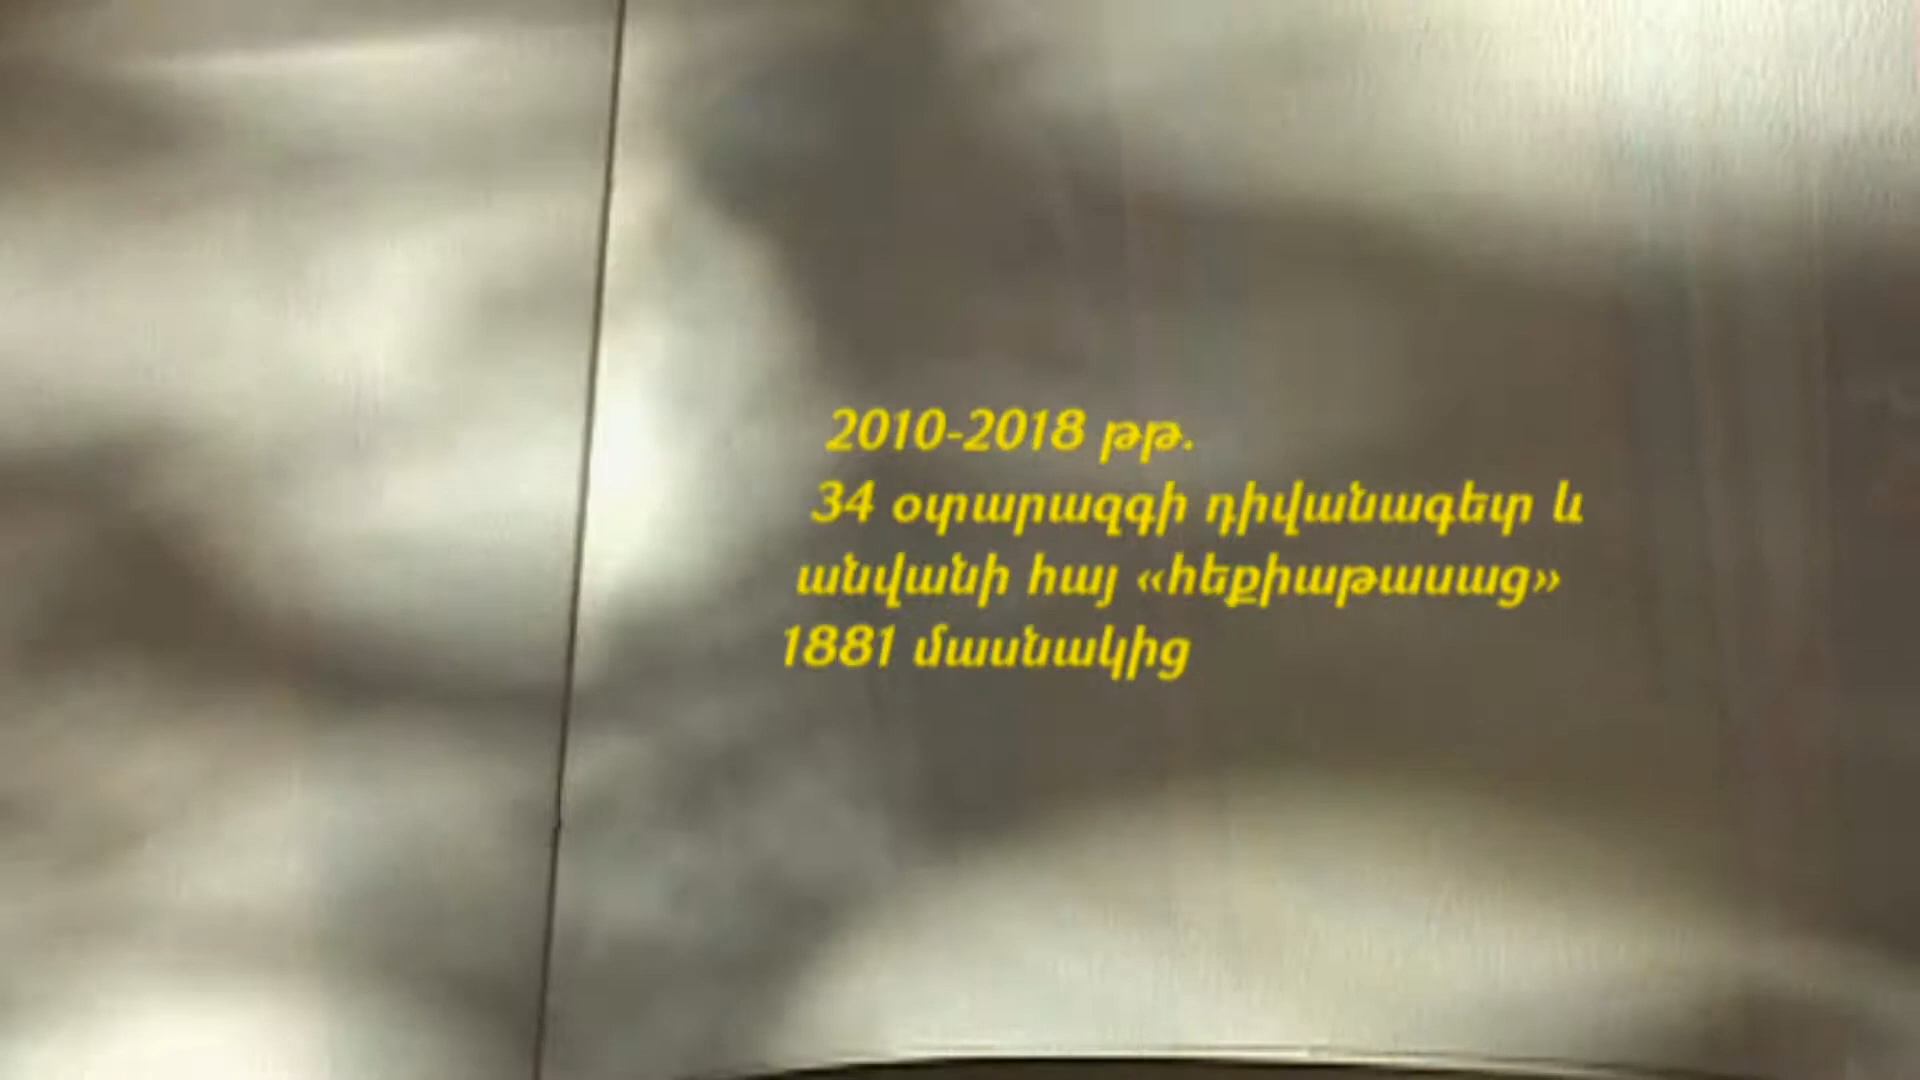 2010-2018 թթ.
34 օտարազգի դիվանագետ և
անվանի հայ «հեքիաթասաց»
1881 մասնակից